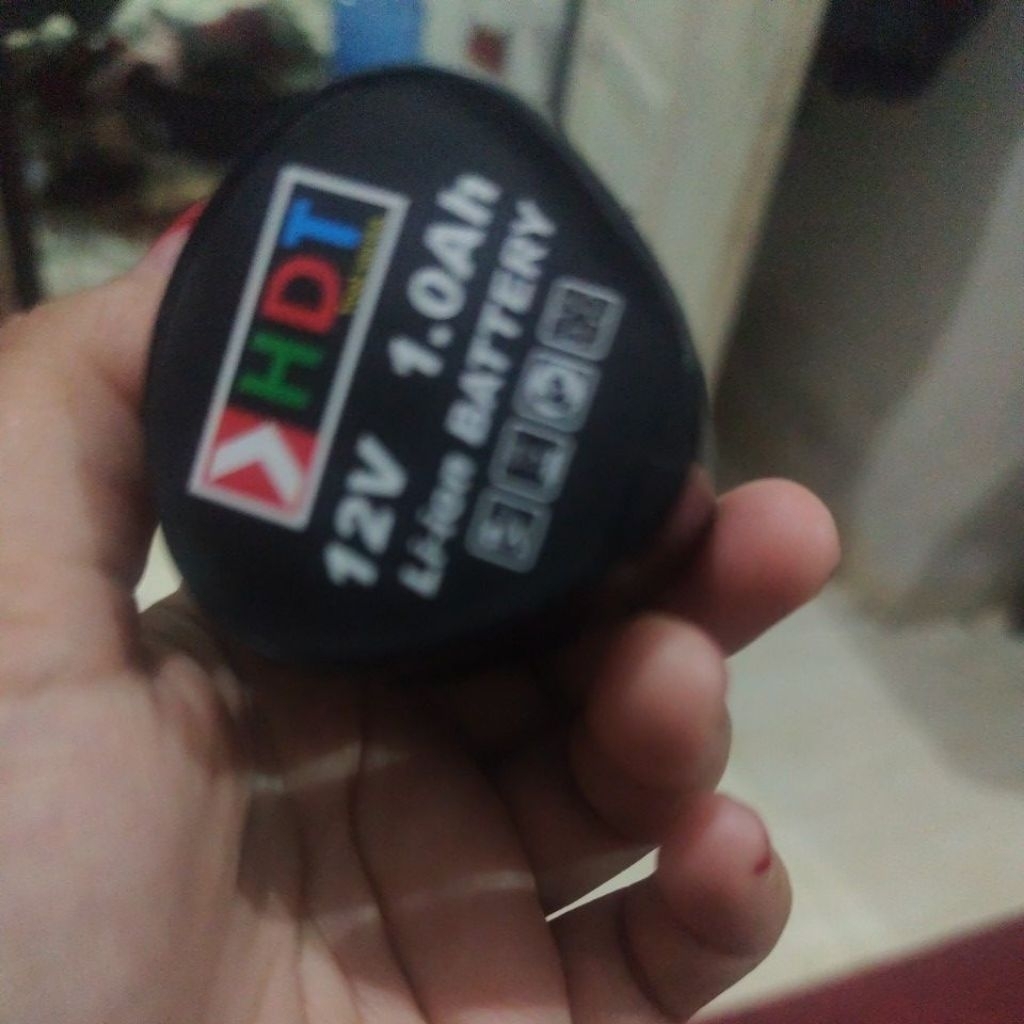 HDT
12V 1.0Ah
Li-ion BATTERY